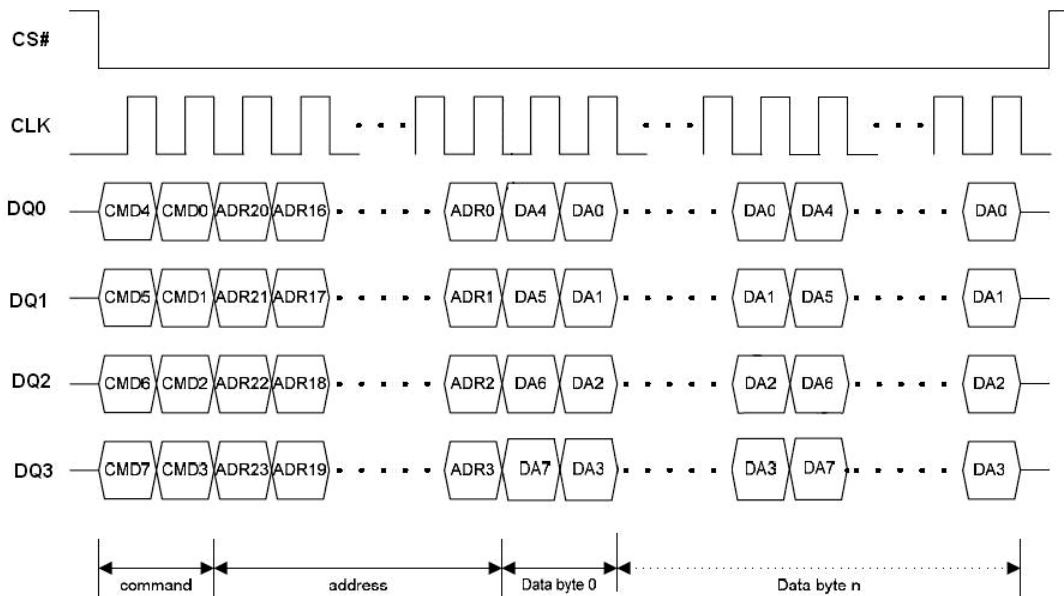 CS#
CLK
DQ0 CMD4 CMD0 ADR20 ADR16 ADR0 DA4 DA0 DA0 DA4 DA0
DQ1 CMD5 CMD1 ADR21 ADR17 ADR1 DA5 DA1 DA1 DA5 DA1
DQ2 CMD6 CMD2 ADR22 ADR18 ADR2 DA6 DA2 DA2 DA6 DA2
DQ3 CMD7 CMD3 ADR23 ADR19 ADR3 DA7 DA3 DA3 DA7 DA3
command address Data byte 0 Data byte n